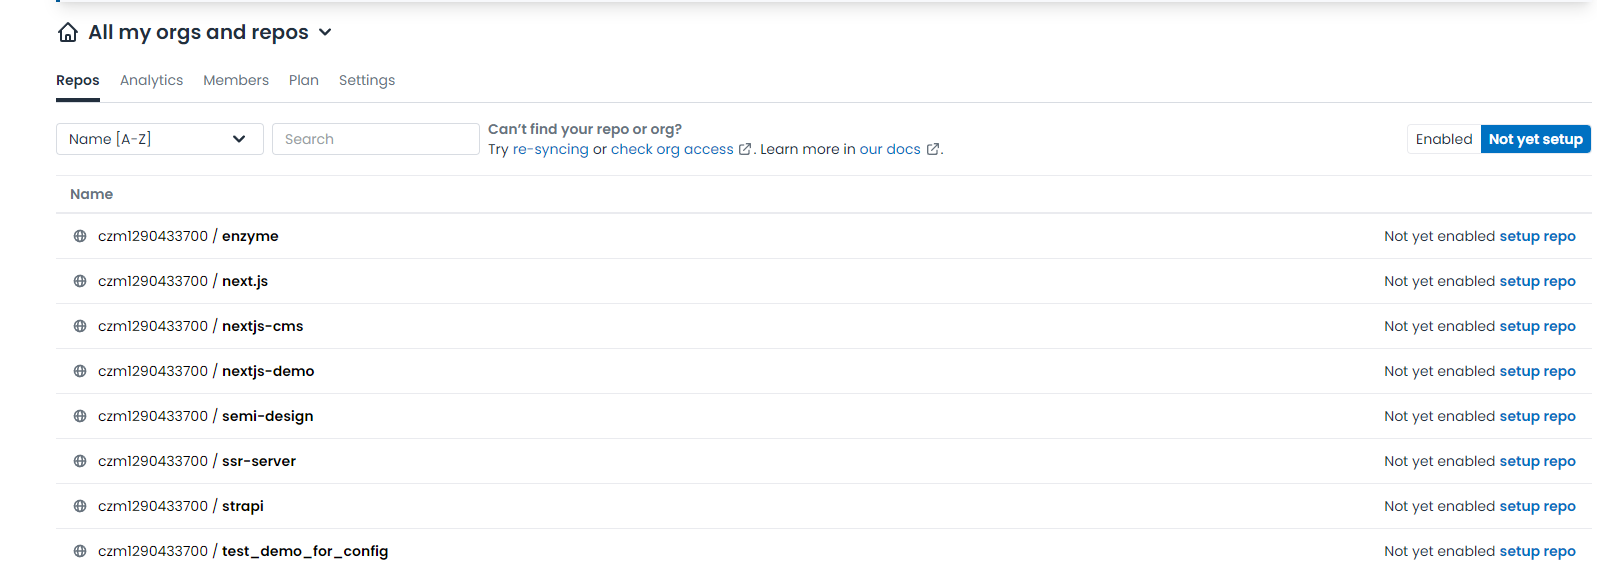 All my orgs and repos
Repos Analytics Members Plan Settings
Name [A-Z] Search Can't find your repo or org? Enabled Not yet setup
Try re-syncing or check org access. Learn more in our docs.
Name
czm1290433700 / enzyme Not yet enabled setup repo
czm1290433700 / next.js Not yet enabled setup repo
czm1290433700 / nextjs-cms Not yet enabled setup repo
czm1290433700 / nextjs-demo Not yet enabled setup repo
czm1290433700 / semi-design Not yet enabled setup repo
czm1290433700 / ssr-server Not yet enabled setup repo
czm1290433700 / strapi Not yet enabled setup repo
czm1290433700 / test_demo_for_config Not yet enabled setup repo